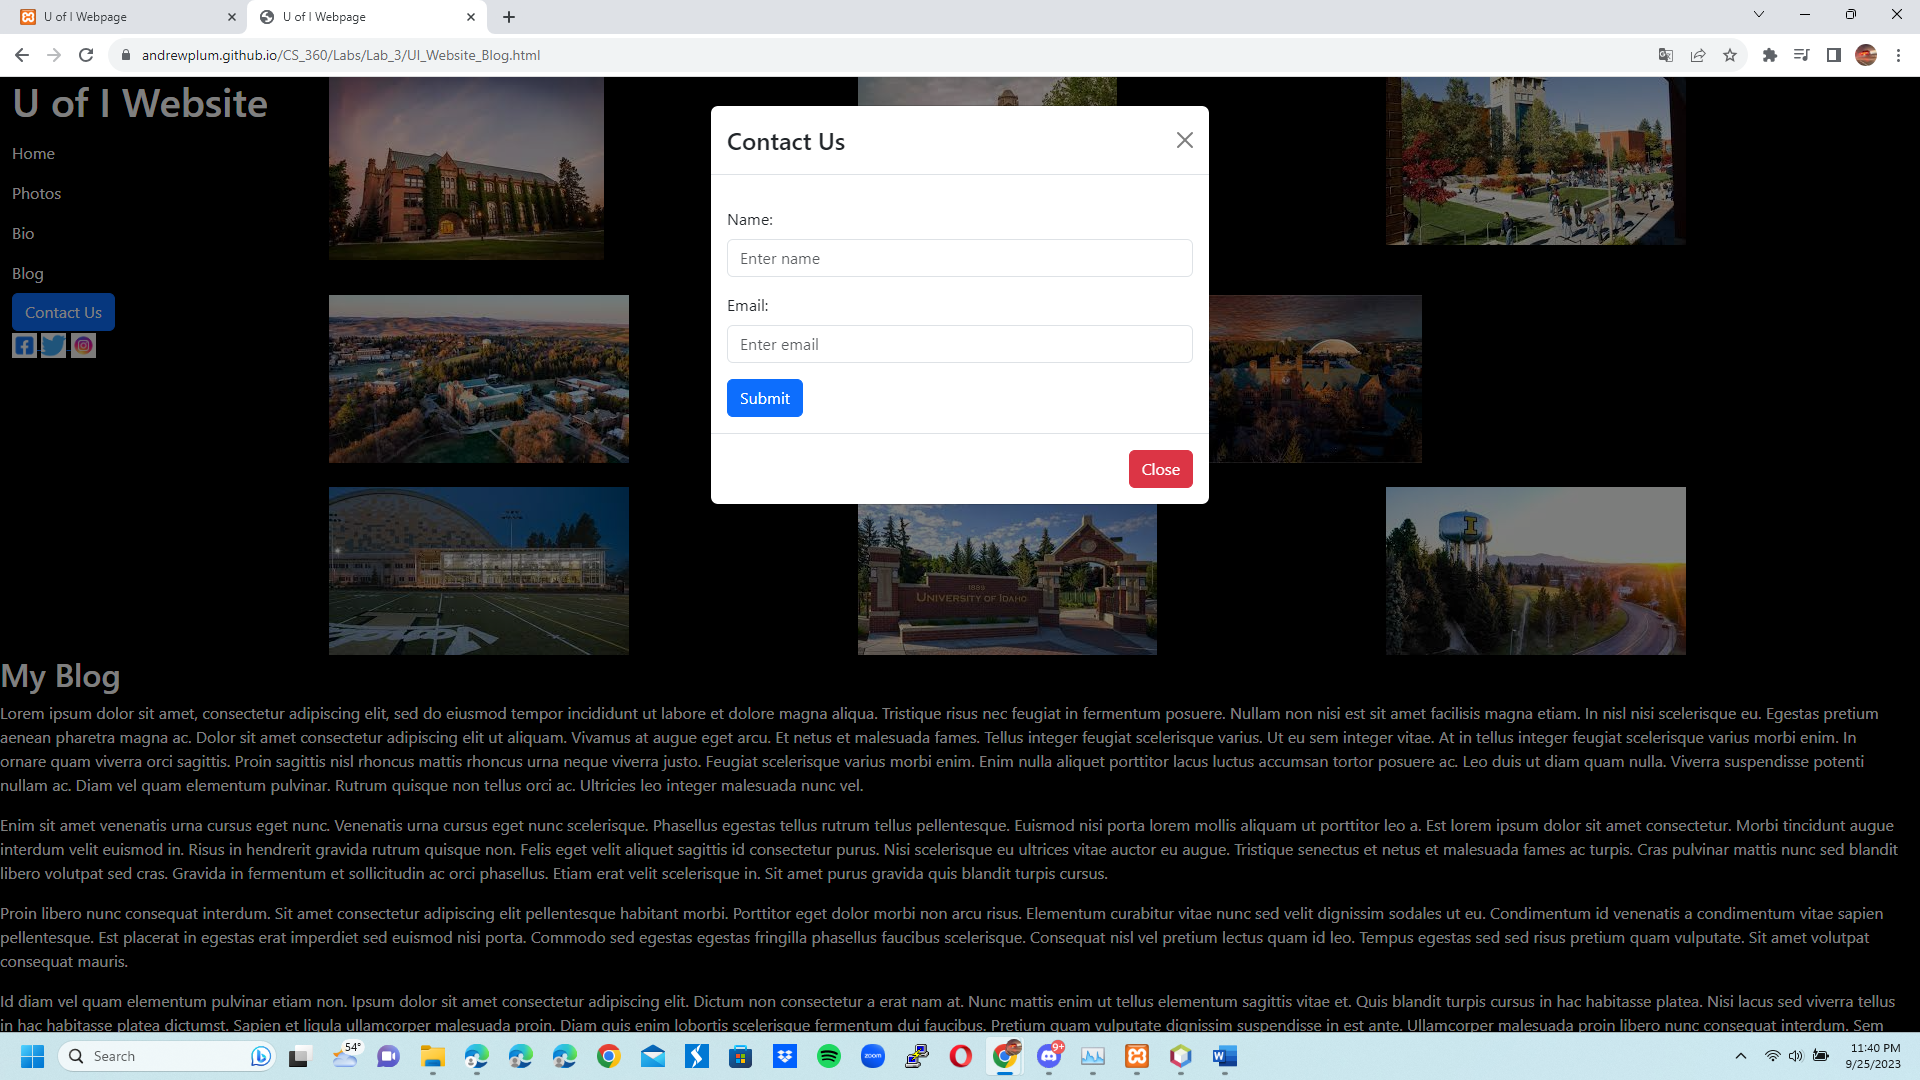 U of I Webpage
U of I Webpage
andrewplum.github.io/CS_360/Labs/Lab_3/UI_Website_Blog.html
U of I Website
Home
Photos
Bio
Blog
Contact Us
Contact Us
Name:
Enter name
Email:
Enter email
Submit
Close
1889
UNIVERSITY OF IDAHO
I
My Blog
Lorem ipsum dolor sit amet, consectetur adipiscing elit, sed do eiusmod tempor incididunt ut labore et dolore magna aliqua. Tristique risus nec feugiat in fermentum posuere. Nullam non nisi est sit amet facilisis magna etiam. In nisl nisi scelerisque eu. Egestas pretium
aenean pharetra magna ac. Dolor sit amet consectetur adipiscing elit ut aliquam. Vivamus at augue eget arcu. Et netus et malesuada fames. Tellus integer feugiat scelerisque varius. Ut eu sem integer vitae. At in tellus integer feugiat scelerisque varius morbi enim. In
ornare quam viverra orci sagittis. Proin sagittis nisl rhoncus mattis rhoncus urna neque viverra justo. Feugiat scelerisque varius morbi enim. Enim nulla aliquet porttitor lacus luctus accumsan tortor posuere ac. Leo duis ut diam quam nulla. Viverra suspendisse potenti
nullam ac. Diam vel quam elementum pulvinar. Rutrum quisque non tellus orci ac. Ultricies leo integer malesuada nunc vel.
Enim sit amet venenatis urna cursus eget nunc. Venenatis urna cursus eget nunc scelerisque. Phasellus egestas tellus rutrum tellus pellentesque. Euismod nisi porta lorem mollis aliquam ut porttitor leo a. Est lorem ipsum dolor sit amet consectetur. Morbi tincidunt augue
interdum velit euismod in. Risus in hendrerit gravida rutrum quisque non. Felis eget velit aliquet sagittis id consectetur purus. Nisi scelerisque eu ultrices vitae auctor eu augue. Tristique senectus et netus et malesuada fames ac turpis. Cras pulvinar mattis nunc sed blandit
libero volutpat sed cras. Gravida in fermentum et sollicitudin ac orci phasellus. Etiam erat velit scelerisque in. Sit amet purus gravida quis blandit turpis cursus.
Proin libero nunc consequat interdum. Sit amet consectetur adipiscing elit pellentesque habitant morbi. Porttitor eget dolor morbi non arcu risus. Elementum curabitur vitae nunc sed velit dignissim sodales ut eu. Condimentum id venenatis a condimentum vitae sapien
pellentesque. Est placerat in egestas erat imperdiet sed euismod nisi porta. Commodo sed egestas egestas fringilla phasellus faucibus scelerisque. Consequat nisl vel pretium lectus quam id leo. Tempus egestas sed sed risus pretium quam vulputate. Sit amet volutpat
consequat mauris.
Id diam vel quam elementum pulvinar etiam non. Ipsum dolor sit amet consectetur adipiscing elit. Dictum non consectetur a erat nam at. Nunc mattis enim ut tellus elementum sagittis vitae et. Quis blandit turpis cursus in hac habitasse platea. Nisi lacus sed viverra tellus
in hac habitasse platea dictumst. Sapien et ligula ullamcorper malesuada proin. Diam quis enim lobortis scelerisque fermentum dui faucibus. Pretium quam vulputate dignissim suspendisse in est ante. Ullamcorper malesuada proin libero nunc consequat interdum. Sem
Search
54°
zoom
9+
11:40 PM
9/25/2023